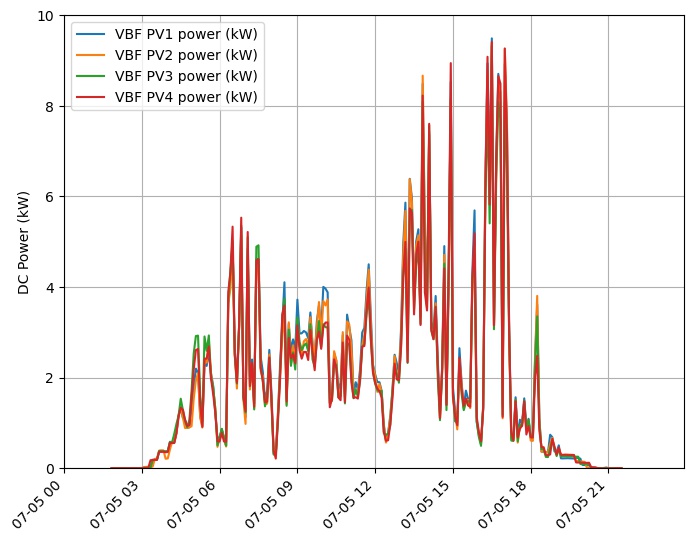 VBF PV1 power (kW)
VBF PV2 power (kW)
VBF PV3 power (kW)
VBF PV4 power (kW)
DC Power (kW)
10
8
6
4
2
0
07-05 00
07-05 03
07-05 06
07-05 09
07-05 12
07-05 15
07-05 18
07-05 21